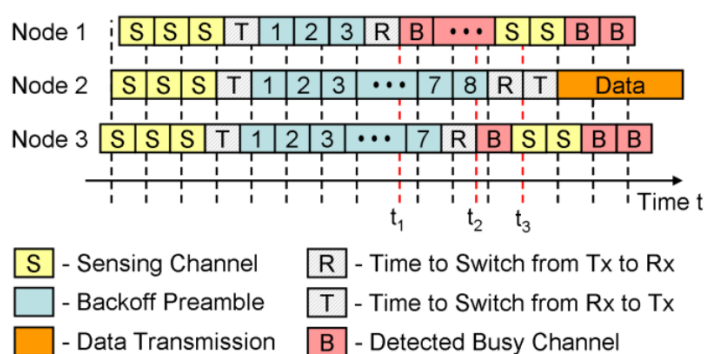 Node 1 S S S T 1 2 3 R B ••• S S B B
Node 2 S S S T 1 2 3 ••• 7 8 R T Data
Node 3 S S S T 1 2 3 ••• 7 R B S S B B
Time t
t1 t2 t3
S - Sensing Channel R - Time to Switch from Tx to Rx
- Backoff Preamble T - Time to Switch from Rx to Tx
- Data Transmission B - Detected Busy Channel